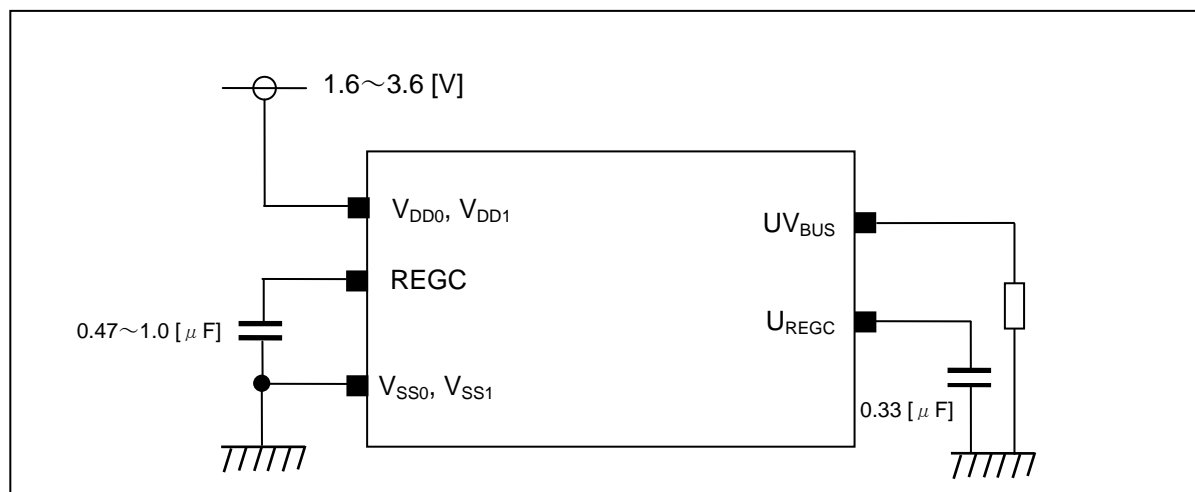 1.6～3.6 [V]
VDD0, VDD1
UVBUS
REGC
0.47～1.0 [μF]
UREGC
VSS0, VSS1
0.33 [μF]